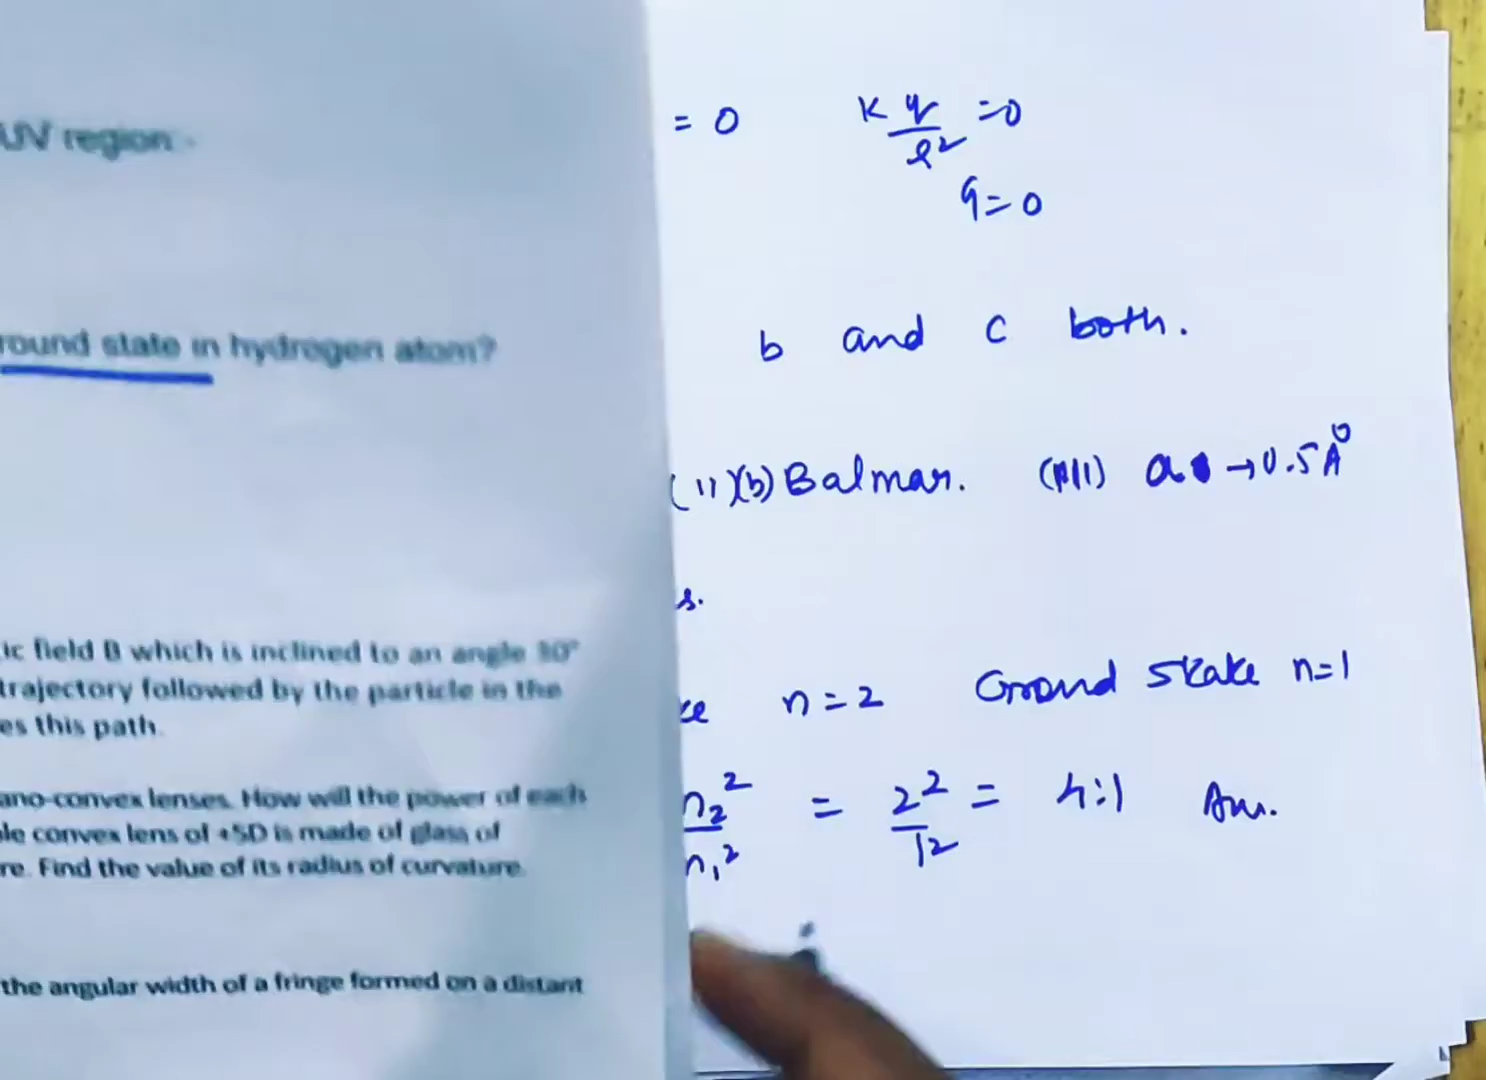 UV region:-
round state in hydrogen atom?
ic field B which is inclined to an angle 30°
trajectory followed by the particle in the
es this path.
ano-convex lenses. How will the power of each
le convex lens of +5D is made of glass of
re. Find the value of its radius of curvature.
the angular width of a fringe formed on a distant
= 0 K q/l² = 0
q = 0
b and c both.
(11)(b) Balmar. (111) a → 0.5 A°
s.
n = 2 Ground state n = 1
n₂²/n₁² = 2²/1² = 4:1 Ans.